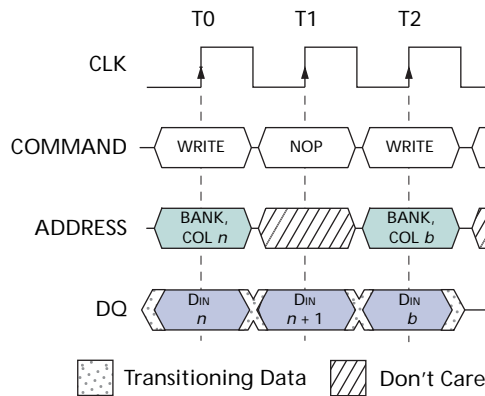 T0 T1 T2
CLK
COMMAND WRITE NOP WRITE
ADDRESS BANK, COL n BANK, COL b
DQ DIN n DIN n + 1 DIN b
Transitioning Data Don't Care